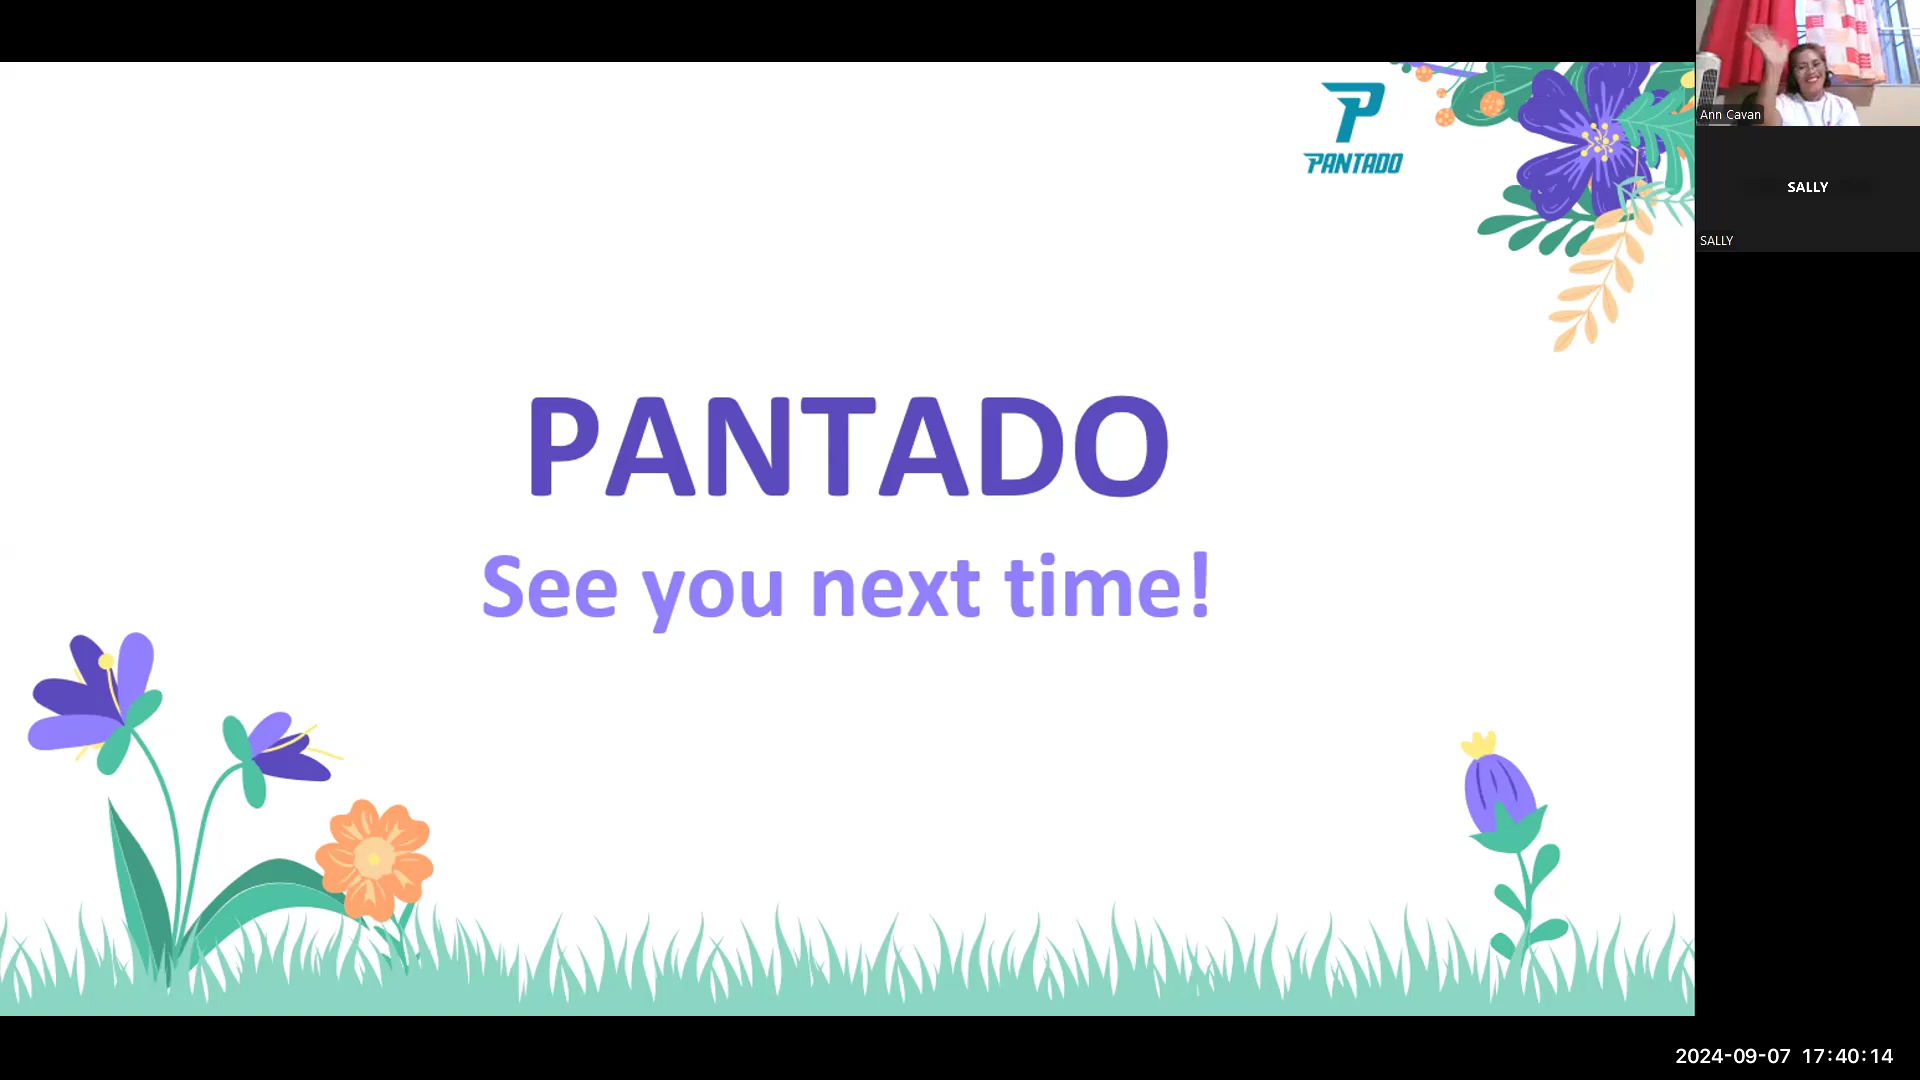 PANTADO
PANTADO
See you next time!
Ann Cavan
SALLY
SALLY
2024-09-07 17:40:14